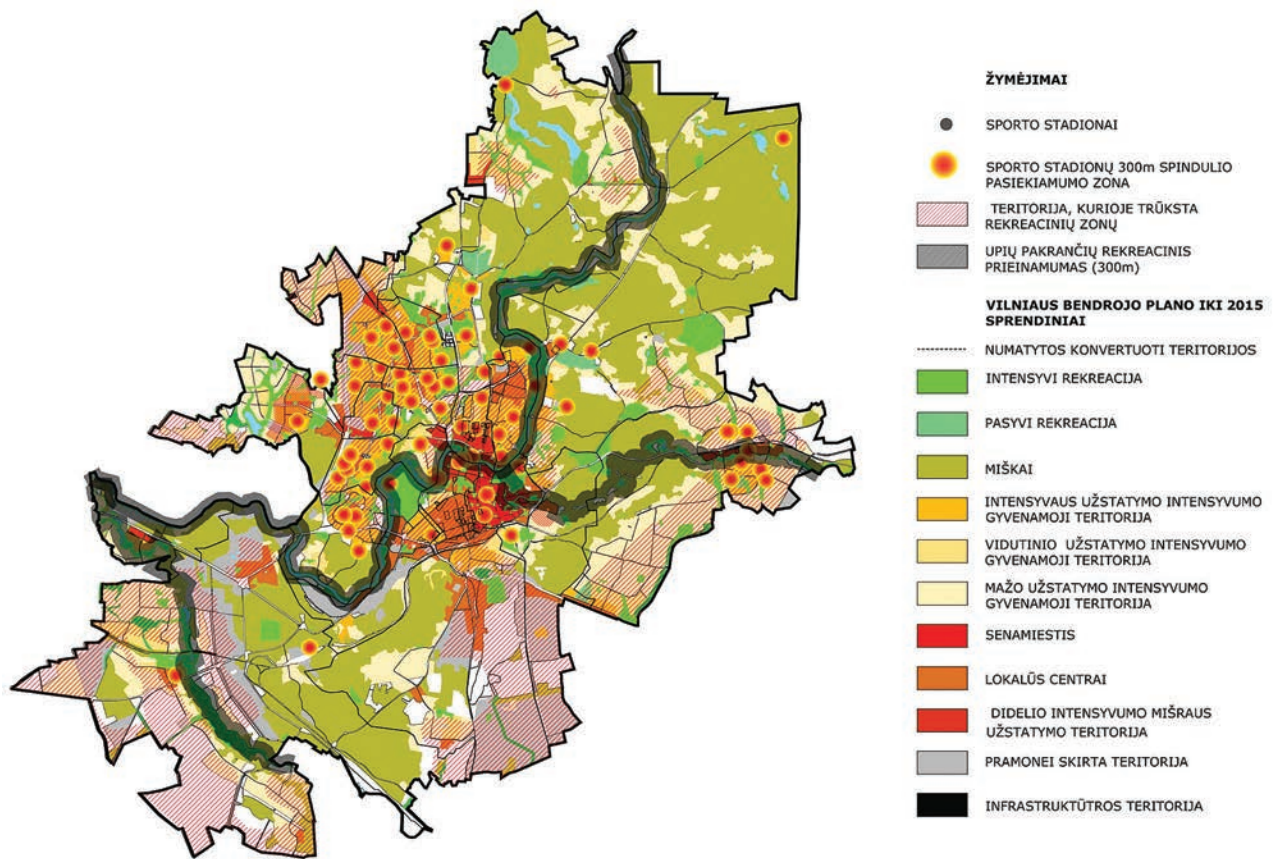 ŽYMĖJIMAI
SPORTO STADIONAI
SPORTO STADIONŲ 300m SPINDULIO
PASIEKIAMUMO ZONA
TERITORIJA, KURIOJE TRŪKSTA
REKREACINIŲ ZONŲ
UPIŲ PAKRANČIŲ REKREACINIS
PRIEINAMUMAS (300m)
VILNIAUS BENDROJO PLANO IKI 2015
SPRENDINIAI
NUMATYTOS KONVERTUOTI TERITORIJOS
INTENSYVI REKREACIJA
PASYVI REKREACIJA
MIŠKAI
INTENSYVAUS UŽSTATYMO INTENSYVUMO
GYVENAMOJI TERITORIJA
VIDUTINIO UŽSTATYMO INTENSYVUMO
GYVENAMOJI TERITORIJA
MAŽO UŽSTATYMO INTENSYVUMO
GYVENAMOJI TERITORIJA
SENAMIESTIS
LOKALŪS CENTRAI
DIDELIO INTENSYVUMO MIŠRAUS
UŽSTATYMO TERITORIJA
PRAMONEI SKIRTA TERITORIJA
INFRASTRUKTŪTROS TERITORIJA